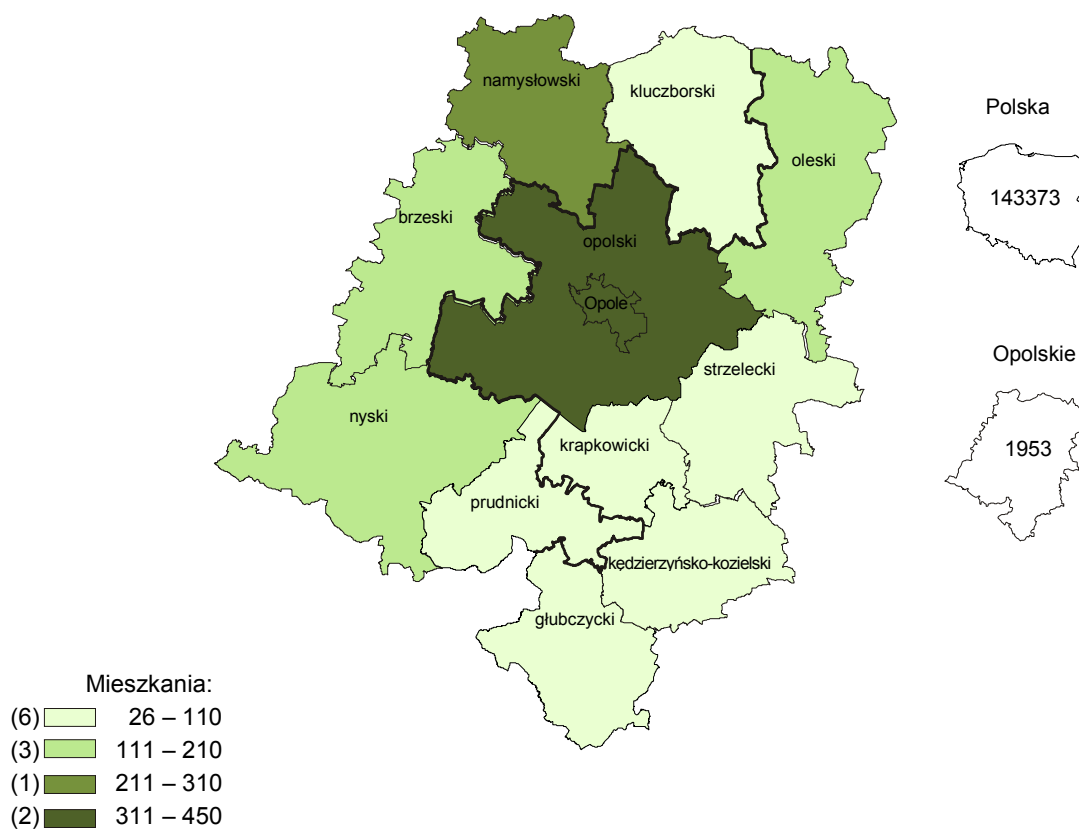 namysłowski
kluczborski
oleski
brzeski
opolski
Opole
strzelecki
nyski
krapkowicki
prudnicki
kędzierzyńsko-kozielski
głubczycki
Polska
143373
Opolskie
1953
Mieszkania:
(6) 26 – 110
(3) 111 – 210
(1) 211 – 310
(2) 311 – 450